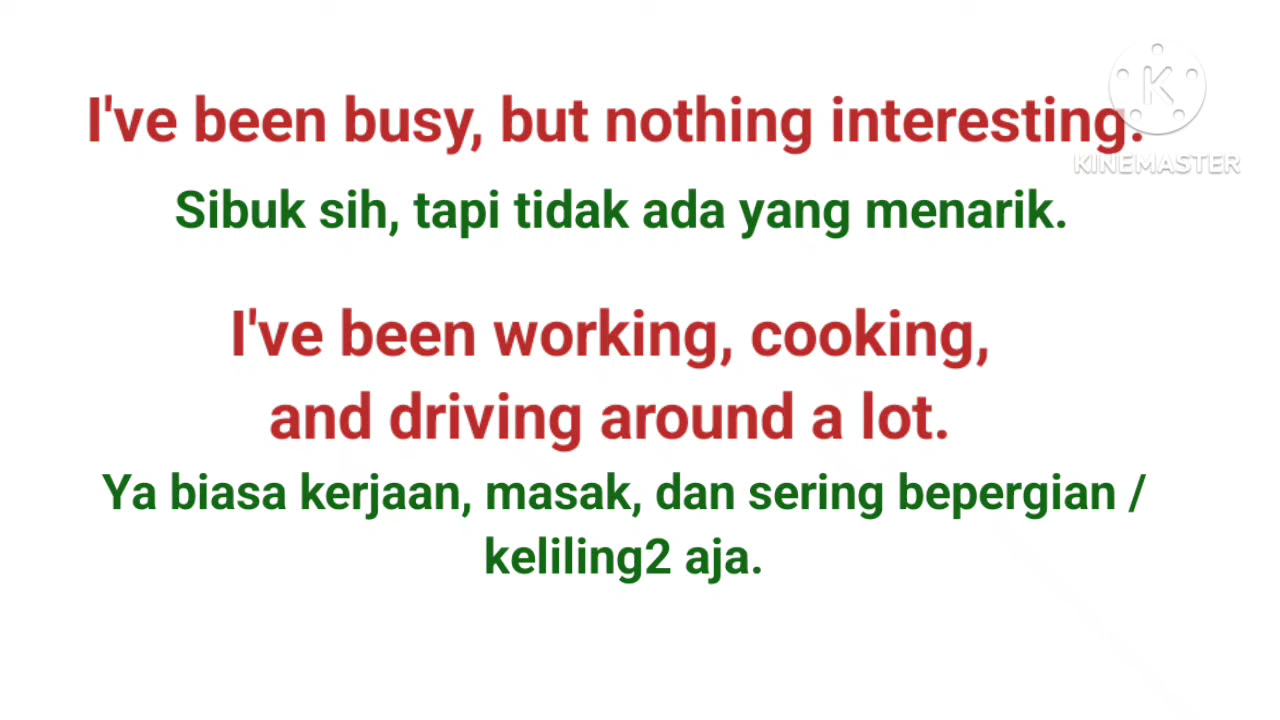 I've been busy, but nothing interesting.
KINEMASTER
Sibuk sih, tapi tidak ada yang menarik.
I've been working, cooking,
and driving around a lot.
Ya biasa kerjaan, masak, dan sering bepergian /
keliling2 aja.